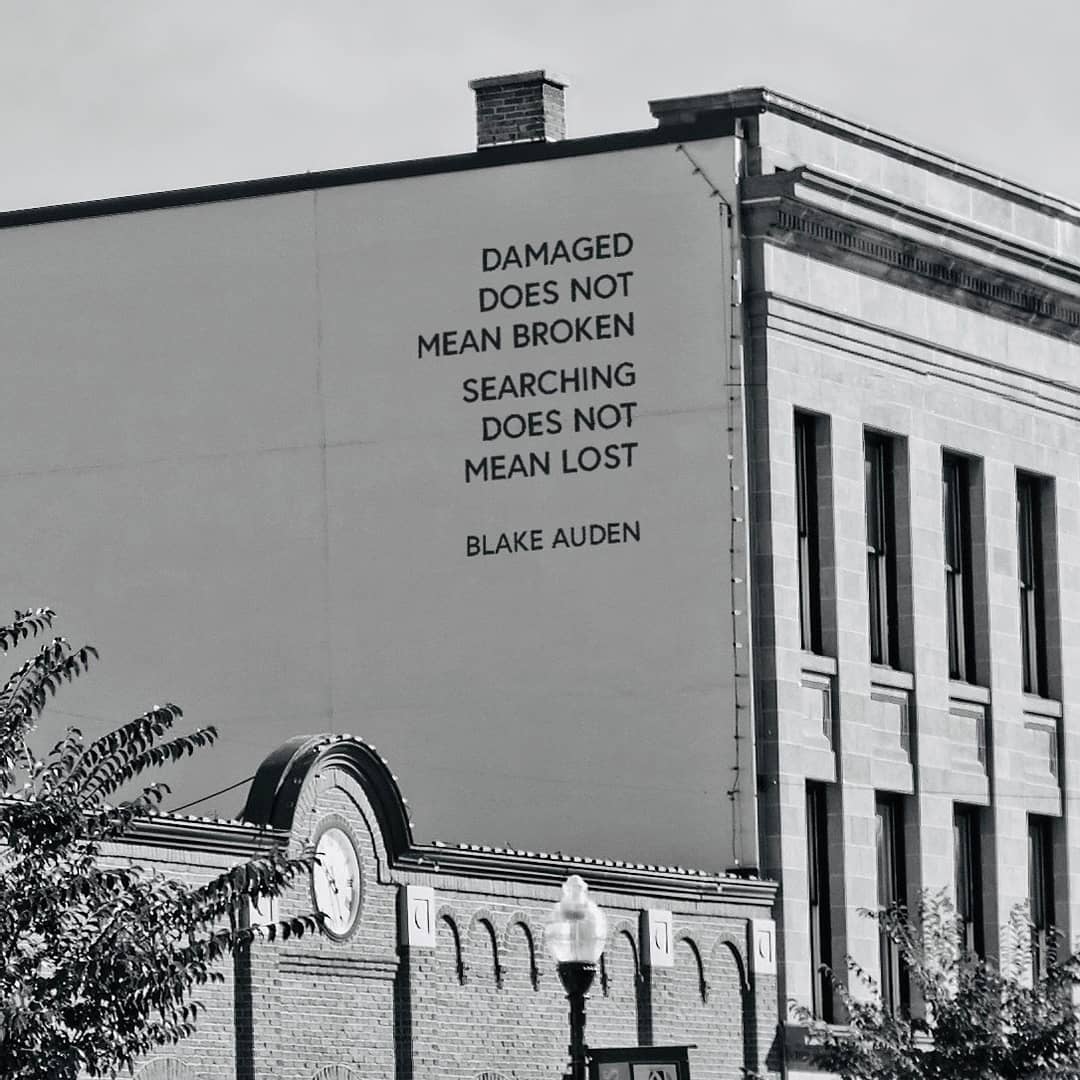 DAMAGED
DOES NOT
MEAN BROKEN
SEARCHING
DOES NOT
MEAN LOST
BLAKE AUDEN